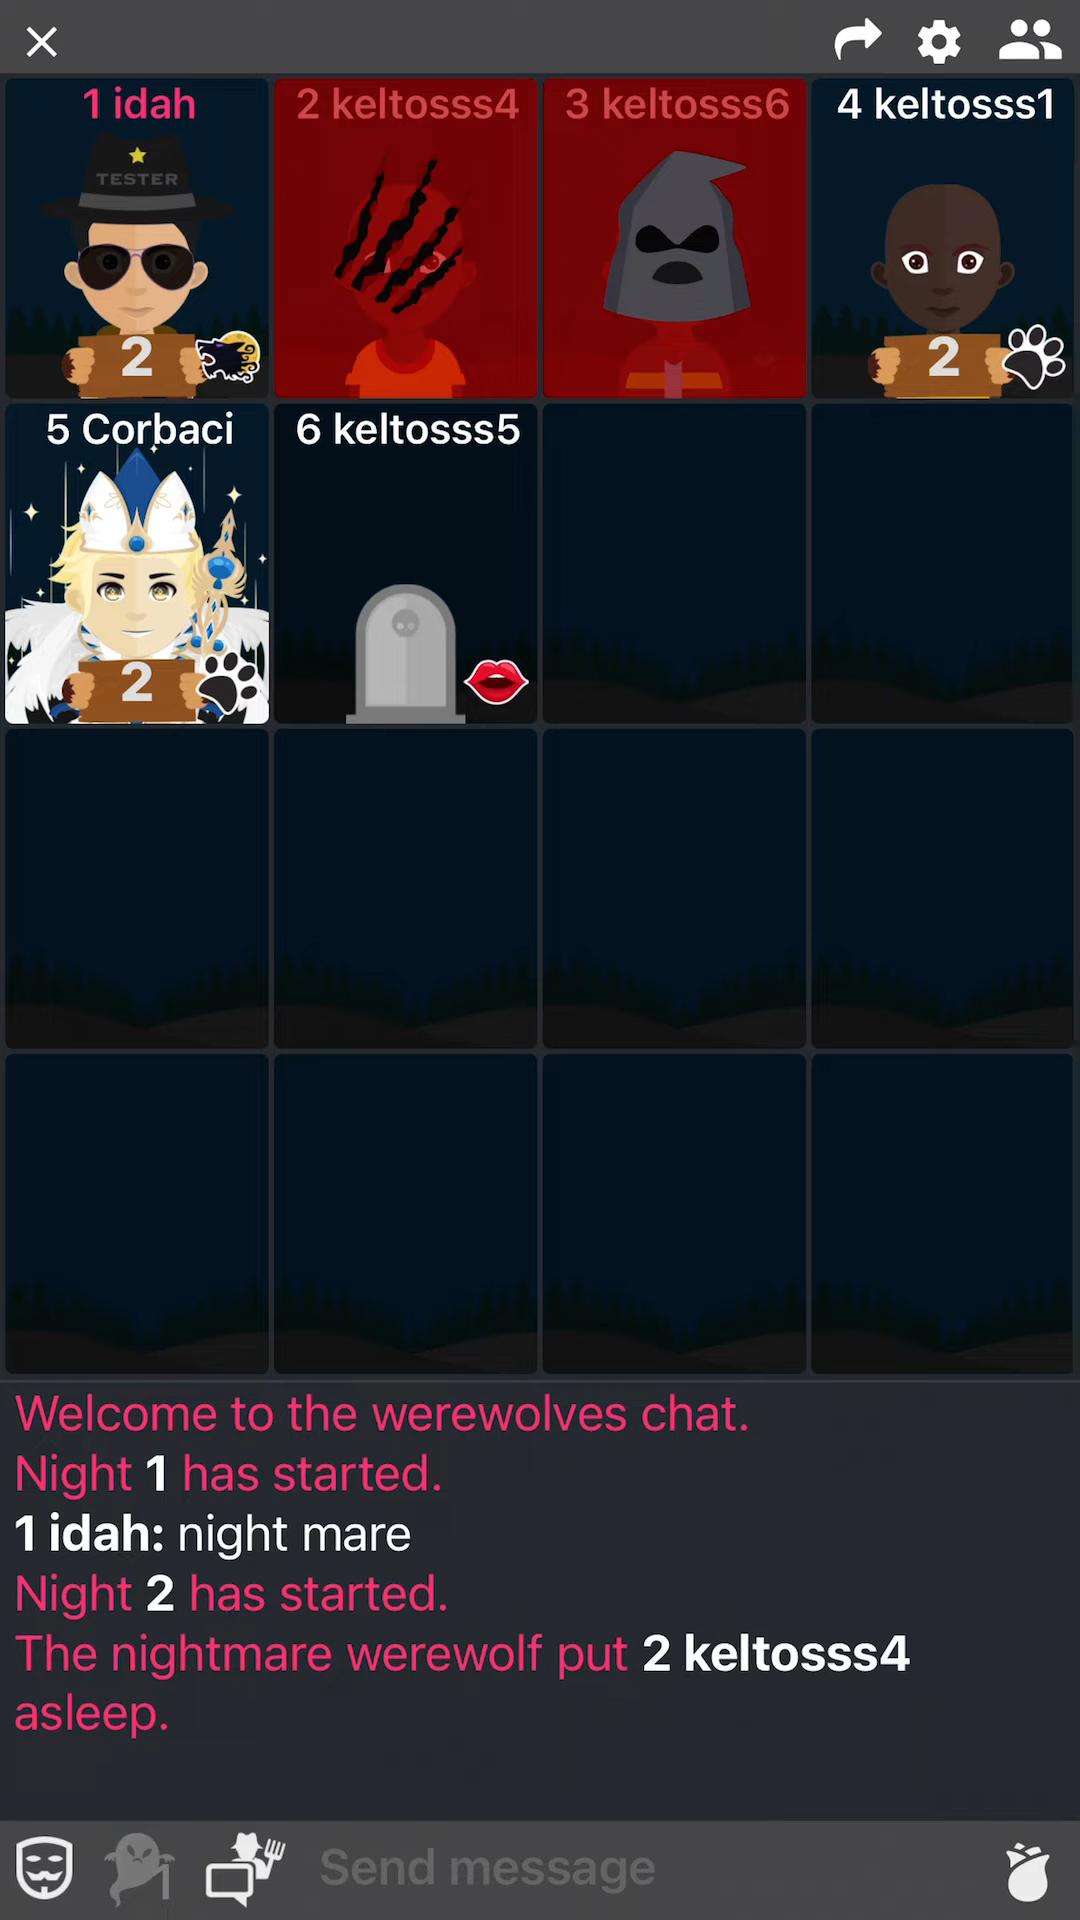 1 idah
2 keltosss4
3 keltosss6
4 keltosss1
TESTER
2
2
5 Corbaci
6 keltosss5
2
Welcome to the werewolves chat.
Night 1 has started.
1 idah: night mare
Night 2 has started.
The nightmare werewolf put 2 keltosss4
asleep.
Send message